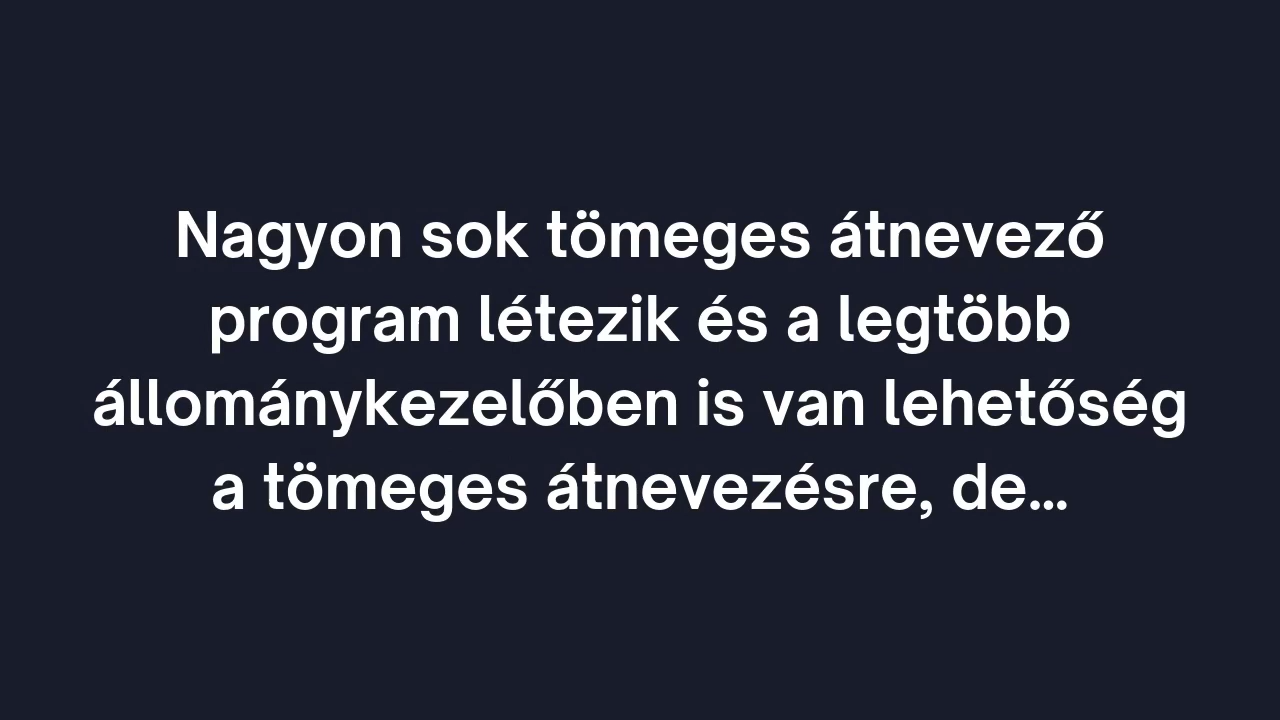 Nagyon sok tömeges átnevező
program létezik és a legtöbb
állománykezelőben is van lehetőség
a tömeges átnevezésre, de...